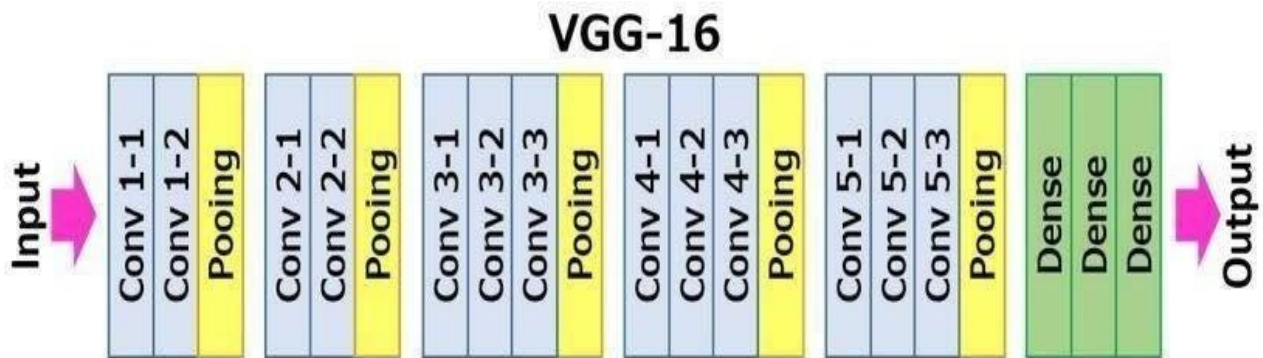 VGG-16
Input
Conv 1-1
Conv 1-2
Pooing
Conv 2-1
Conv 2-2
Pooing
Conv 3-1
Conv 3-2
Conv 3-3
Pooing
Conv 4-1
Conv 4-2
Conv 4-3
Pooing
Conv 5-1
Conv 5-2
Conv 5-3
Pooing
Dense
Dense
Dense
Output